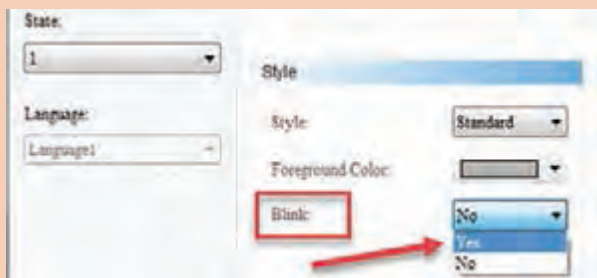 State:
1
Language:
Language1
Style
Style:
Standard
Foreground Color:
Blink:
No
Yes
No